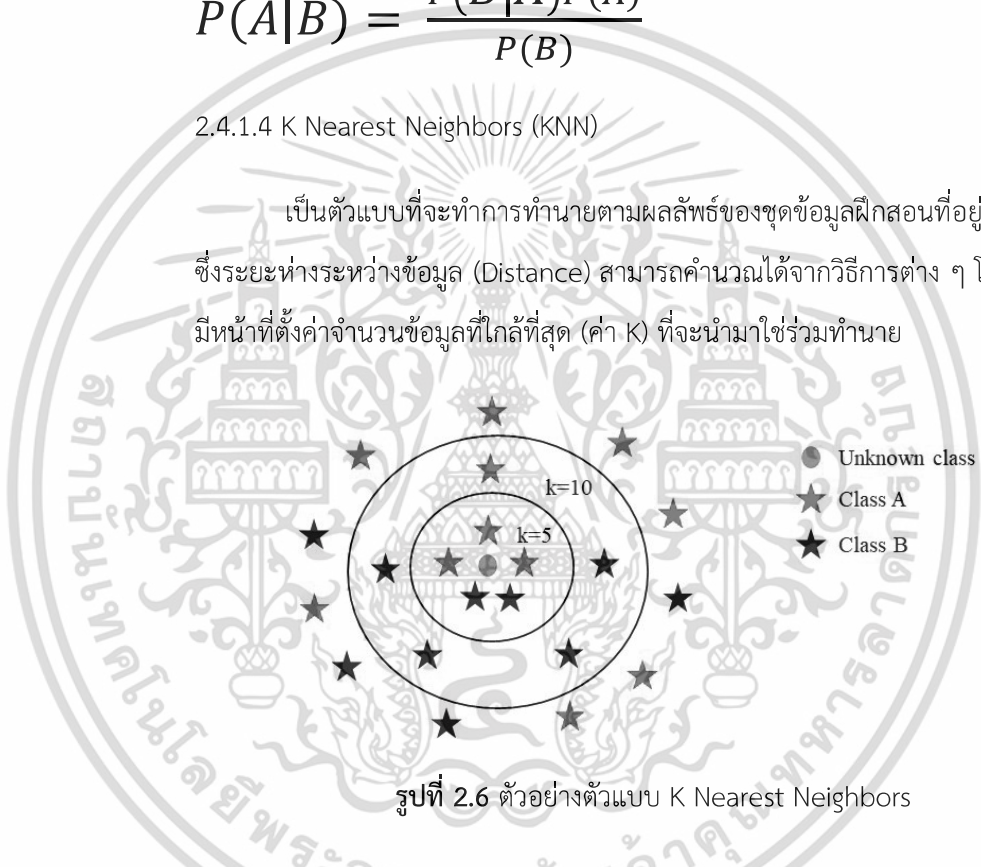 P(A|B) = P(B|A)P(A) / P(B)
2.4.1.4 K Nearest Neighbors (KNN)
เป็นตัวแบบที่จะทำการทำนายตามผลลัพธ์ของชุดข้อมูลฝึกสอนที่อยู่
ซึ่งระยะห่างระหว่างข้อมูล (Distance) สามารถคำนวณได้จากวิธีการต่าง ๆ
มีหน้าที่ตั้งค่าจำนวนข้อมูลที่ใกล้ที่สุด (ค่า K) ที่จะนำมาใช้ร่วมทำนาย
k=10
k=5
Unknown class
Class A
Class B
รูปที่ 2.6 ตัวอย่างตัวแบบ K Nearest Neighbors